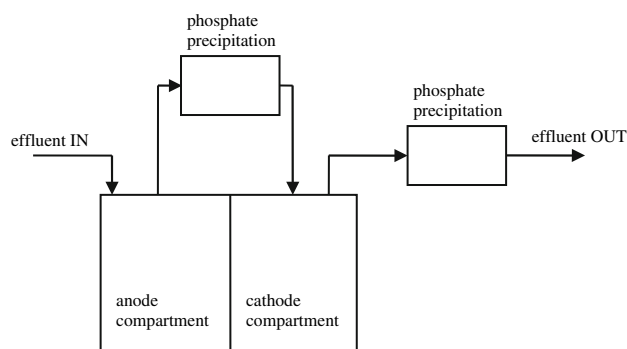 phosphate
precipitation
phosphate
precipitation
effluent IN
effluent OUT
anode
compartment
cathode
compartment